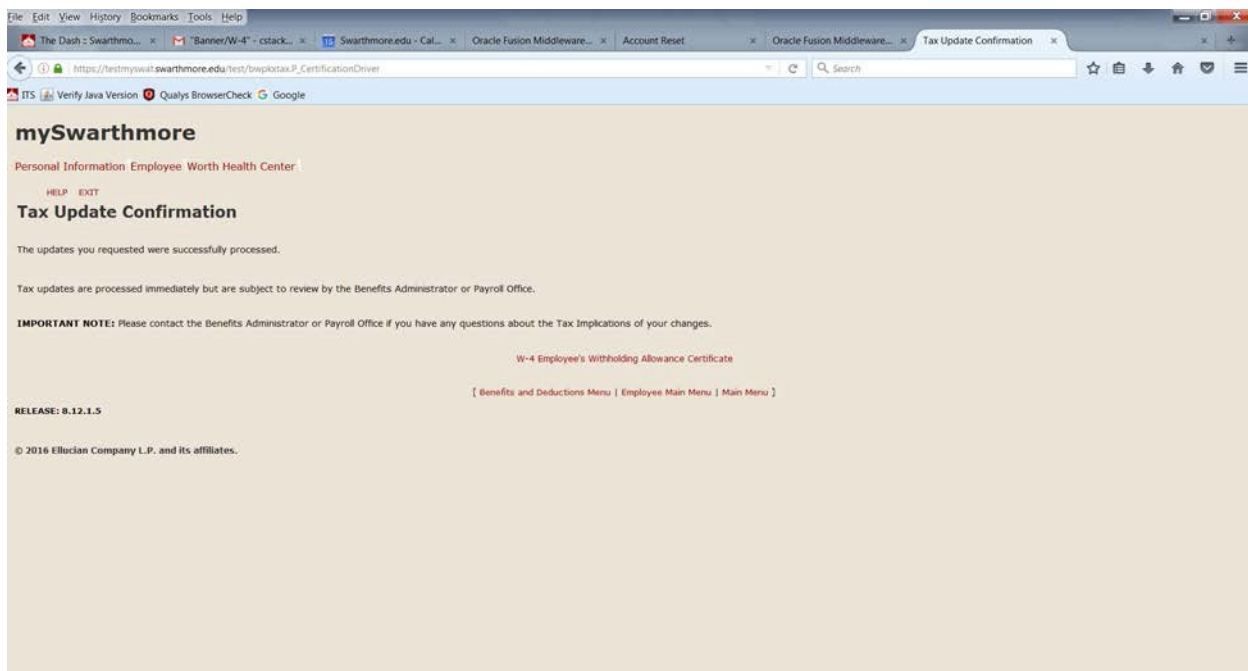 File Edit View History Bookmarks Tools Help
The Dash : Swarthmo... × "Banner/W-4" - cstack... × Swarthmore.edu - Cal... × Oracle Fusion Middleware... × Account Reset × Oracle Fusion Middleware... × Tax Update Confirmation ×
https://testmyswat.swarthmore.edu/test/bwpkxtax.P_CertificationDriver Search
ITS Verify Java Version Qualys BrowserCheck Google
mySwarthmore
Personal Information Employee Worth Health Center
HELP EXIT
Tax Update Confirmation
The updates you requested were successfully processed.
Tax updates are processed immediately but are subject to review by the Benefits Administrator or Payroll Office.
IMPORTANT NOTE: Please contact the Benefits Administrator or Payroll Office if you have any questions about the Tax Implications of your changes.
W-4 Employee's Withholding Allowance Certificate
[ Benefits and Deductions Menu | Employee Main Menu | Main Menu ]
RELEASE: 8.12.1.5
© 2016 Ellucian Company L.P. and its affiliates.